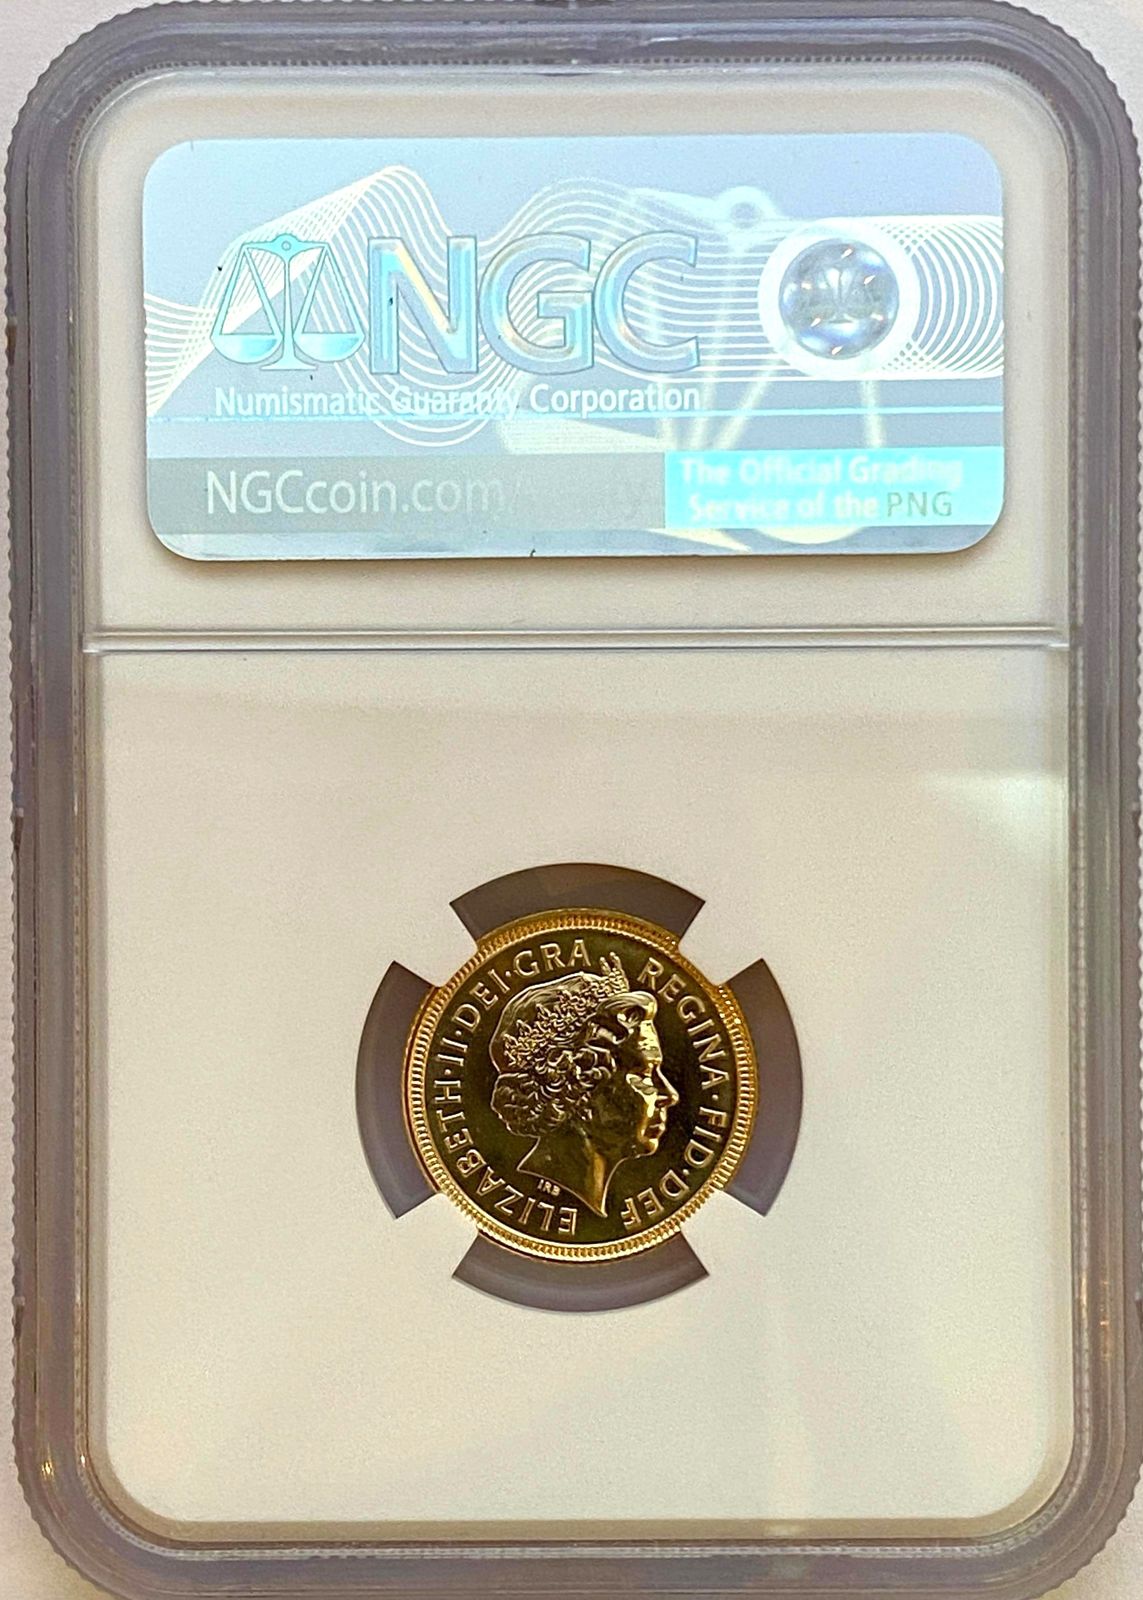 NGC
Numismatic Guaranty Corporation
NGCcoin.com/
The Official Grading
Service of the PNG
ELIZABETH·II·DEI·GRA REGINA·FID·DEF
IRB